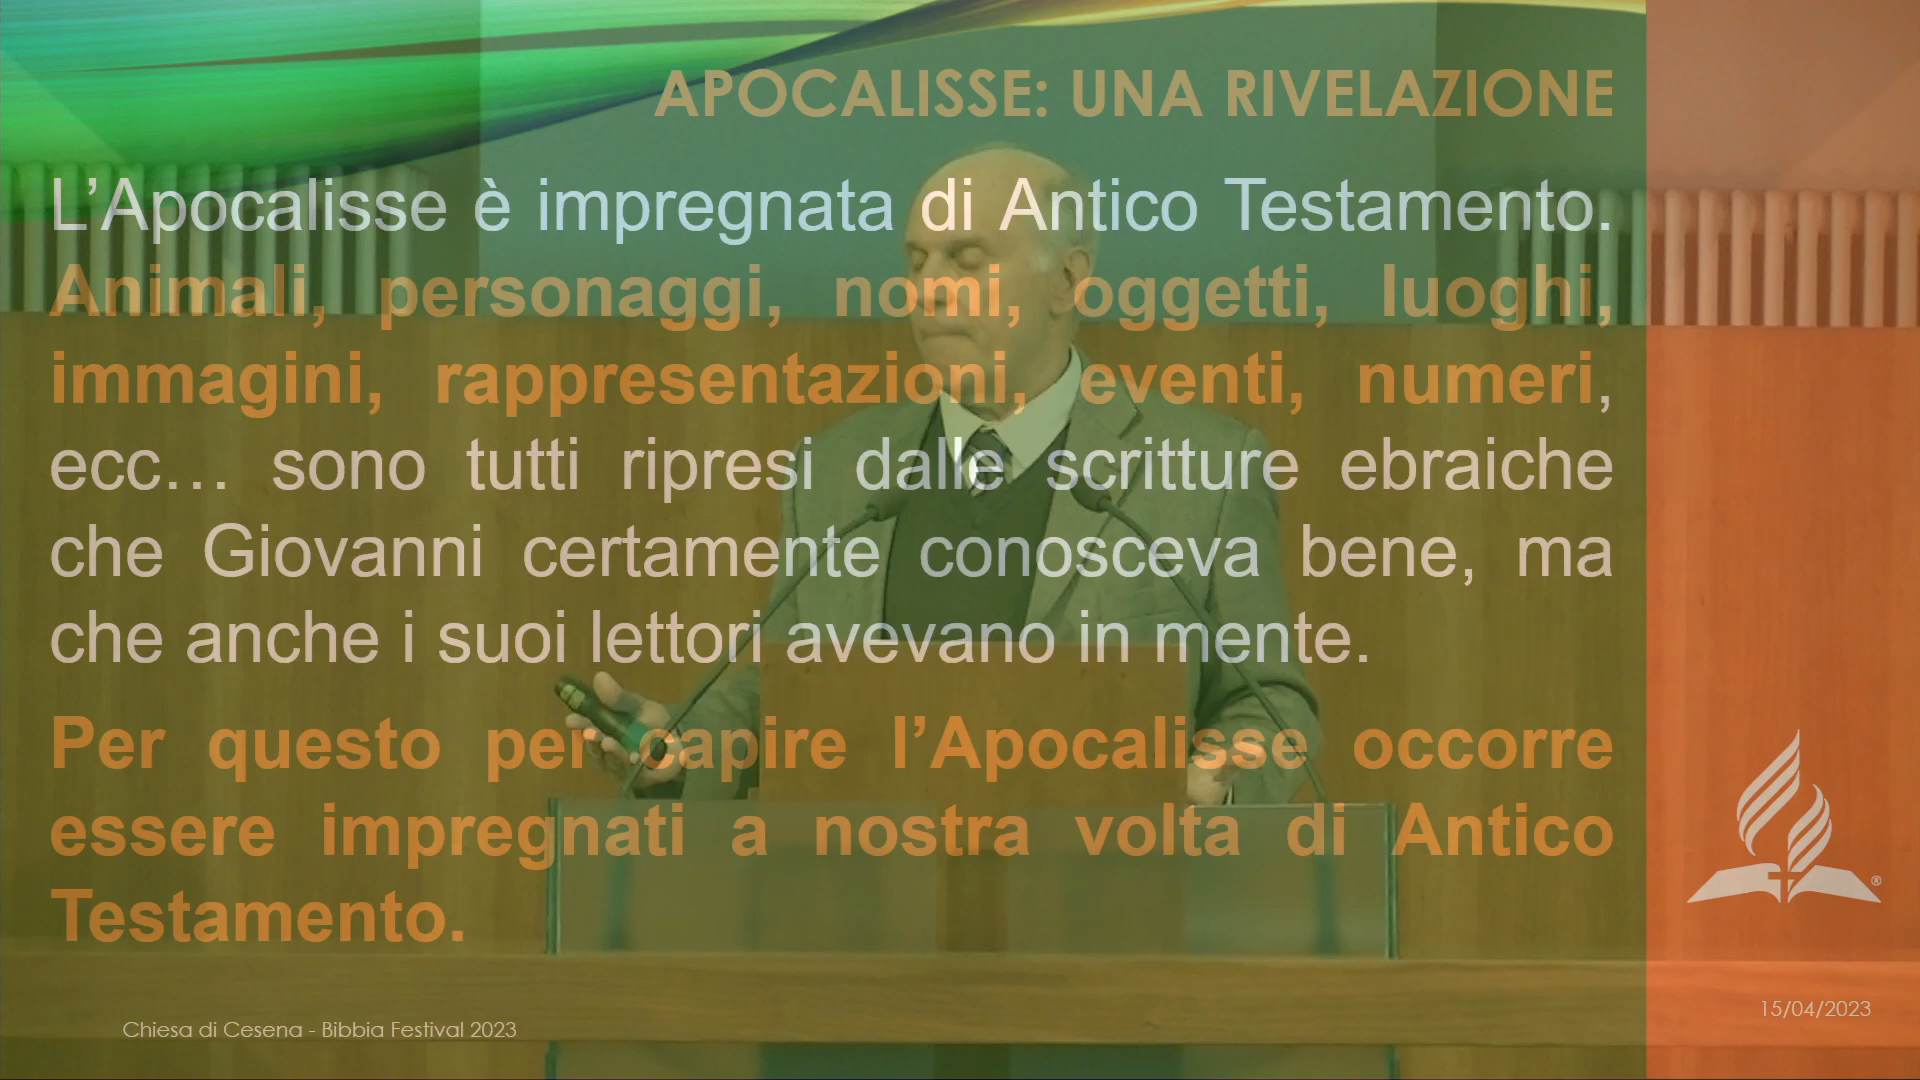 APOCALISSE: UNA RIVELAZIONE
L’Apocalisse è impregnata di Antico Testamento.
Animali, personaggi, nomi, oggetti, luoghi,
immagini, rappresentazioni, eventi, numeri,
ecc… sono tutti ripresi dalle scritture ebraiche
che Giovanni certamente conosceva bene, ma
che anche i suoi lettori avevano in mente.
Per questo per capire l’Apocalisse occorre
essere impregnati a nostra volta di Antico
Testamento.
®
15/04/2023
Chiesa di Cesena - Bibbia Festival 2023